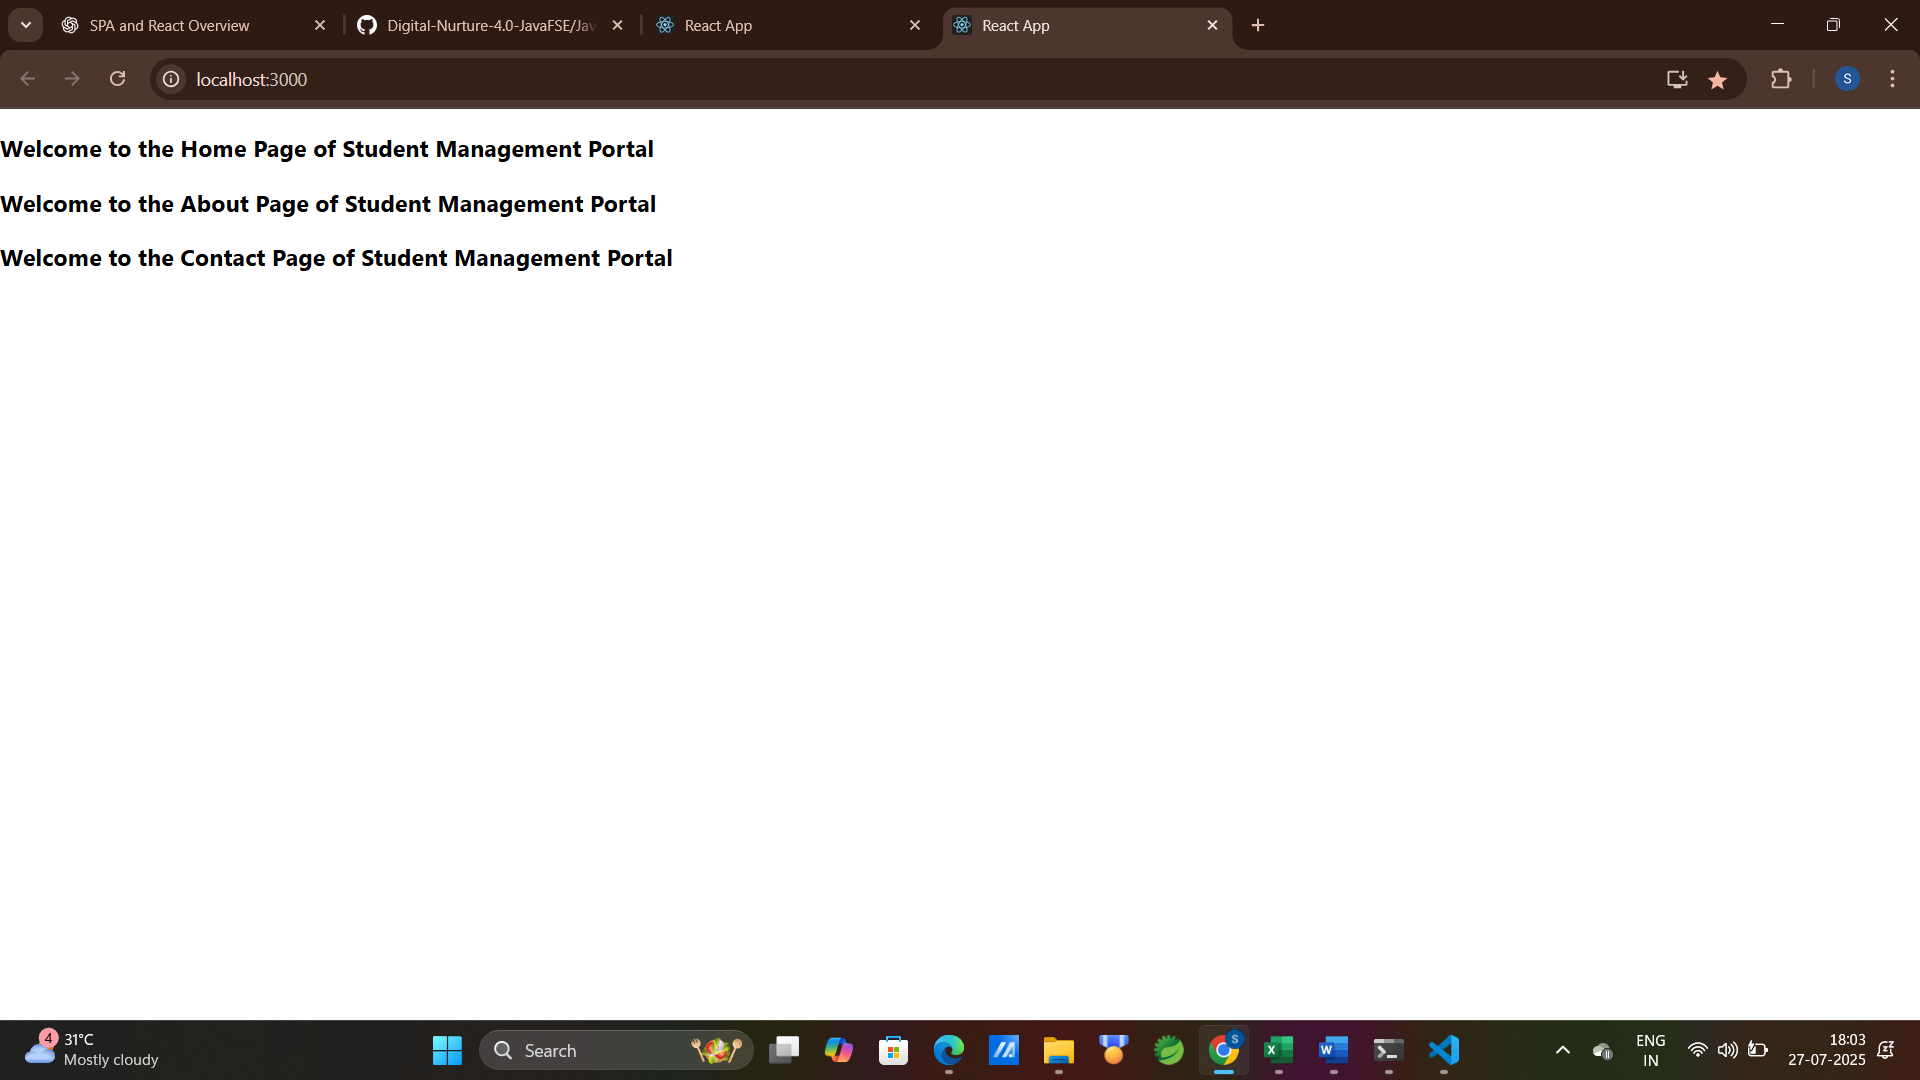 SPA and React Overview
Digital-Nurture-4.0-JavaFSE/Jav
React App
React App
localhost:3000
S
Welcome to the Home Page of Student Management Portal
Welcome to the About Page of Student Management Portal
Welcome to the Contact Page of Student Management Portal
4
31°C
Mostly cloudy
Search
S
ENG
IN
18:03
27-07-2025